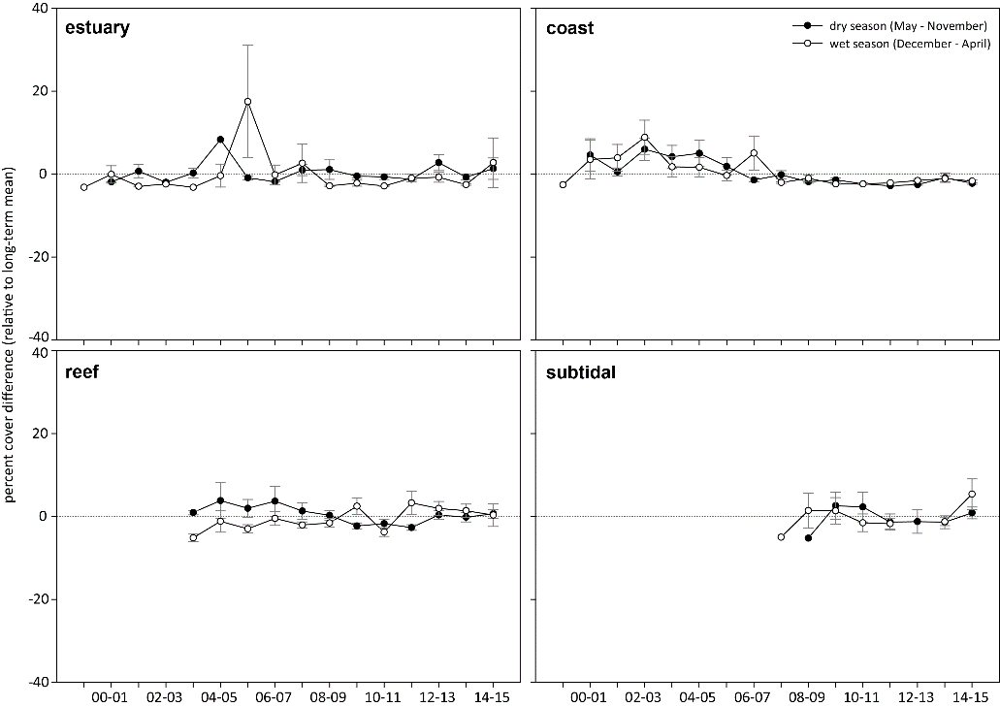 percent cover difference (relative to long-term mean)
estuary
40
20
0
-20
-40
coast
dry season (May - November)
wet season (December - April)
reef
40
20
0
-20
-40
00-01 02-03 04-05 06-07 08-09 10-11 12-13 14-15
subtidal
00-01 02-03 04-05 06-07 08-09 10-11 12-13 14-15